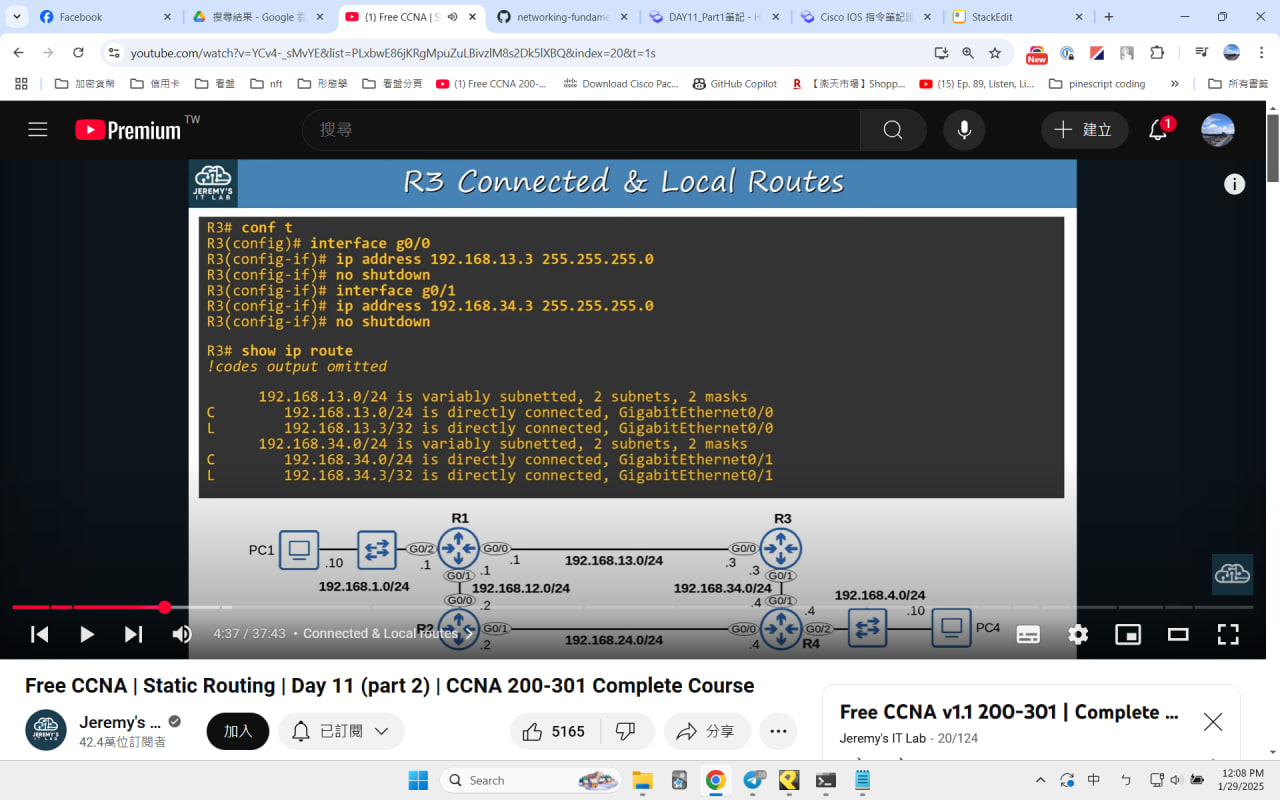 Facebook
搜尋結果 - Google 雲
(1) Free CCNA | S
networking-fundame
DAY11_Part1筆記 - H
Cisco IOS 指令筆記
StackEdit
youtube.com/watch?v=YCv4-_sMvYE&list=PLxbwE86jKRgMpuZuLBivzlM8s2Dk5lXBQ&index=20&t=1s
New
加密貨幣
信用卡
看盤
nft
形態學
看盤分頁
(1) Free CCNA 200-...
Download Cisco Pac...
GitHub Copilot
【楽天市場】Shopp...
(15) Ep. 89, Listen, Li...
pinescript coding
所有書籤
Premium TW
搜尋
建立
1
JEREMY'S
IT LAB
R3 Connected & Local Routes
R3# conf t
R3(config)# interface g0/0
R3(config-if)# ip address 192.168.13.3 255.255.255.0
R3(config-if)# no shutdown
R3(config-if)# interface g0/1
R3(config-if)# ip address 192.168.34.3 255.255.255.0
R3(config-if)# no shutdown
R3# show ip route
!codes output omitted
192.168.13.0/24 is variably subnetted, 2 subnets, 2 masks
C 192.168.13.0/24 is directly connected, GigabitEthernet0/0
L 192.168.13.3/32 is directly connected, GigabitEthernet0/0
192.168.34.0/24 is variably subnetted, 2 subnets, 2 masks
C 192.168.34.0/24 is directly connected, GigabitEthernet0/1
L 192.168.34.3/32 is directly connected, GigabitEthernet0/1
R1
R3
PC1
.10
G0/2
.1
G0/0
.1
192.168.13.0/24
G0/0
.3
192.168.1.0/24
G0/1
.1
192.168.12.0/24
192.168.34.0/24
.3
G0/1
G0/0
.2
.4
G0/1
192.168.4.0/24
.4
.10
R2
G0/1
.2
192.168.24.0/24
G0/0
.4
G0/2
R4
PC4
4:37 / 37:43 • Connected & Local routes
Free CCNA | Static Routing | Day 11 (part 2) | CCNA 200-301 Complete Course
Jeremy's ...
42.4萬位訂閱者
加入
已訂閱
5165
分享
Free CCNA v1.1 200-301 | Complete ...
Jeremy's IT Lab - 20/124
Search
中
12:08 PM
1/29/2025